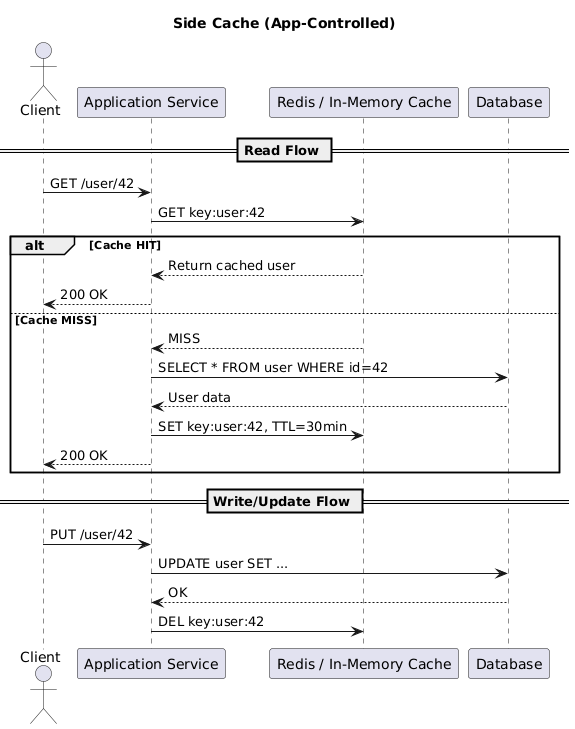 Side Cache (App-Controlled)
Client
Application Service
Redis / In-Memory Cache
Database
Read Flow
GET /user/42
GET key:user:42
alt
[Cache HIT]
Return cached user
200 OK
[Cache MISS]
MISS
SELECT * FROM user WHERE id=42
User data
SET key:user:42, TTL=30min
200 OK
Write/Update Flow
PUT /user/42
UPDATE user SET ...
OK
DEL key:user:42
Client
Application Service
Redis / In-Memory Cache
Database